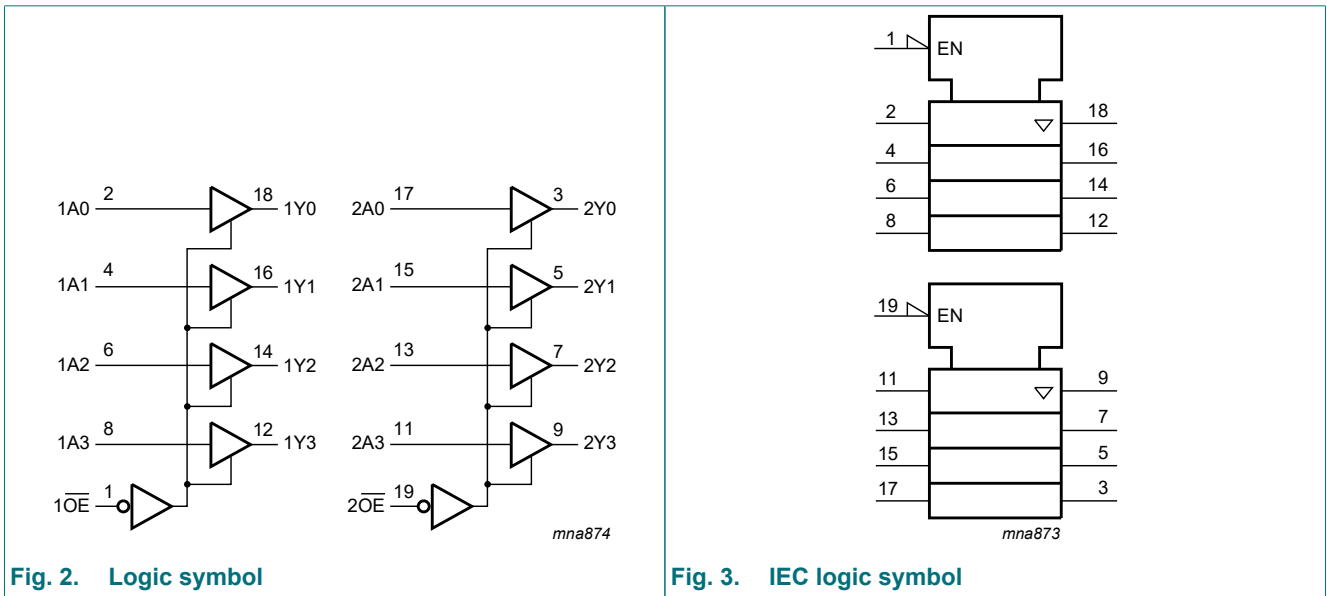 1A0 2 18 1Y0 2A0 17 3 2Y0
1A1 4 16 1Y1 2A1 15 5 2Y1
1A2 6 14 1Y2 2A2 13 7 2Y2
1A3 8 12 1Y3 2A3 11 9 2Y3
1O̅E̅ 1 2O̅E̅ 19
mna874
Fig. 2. Logic symbol
1 EN
2 18
4 16
6 14
8 12
19 EN
11 9
13 7
15 5
17 3
mna873
Fig. 3. IEC logic symbol